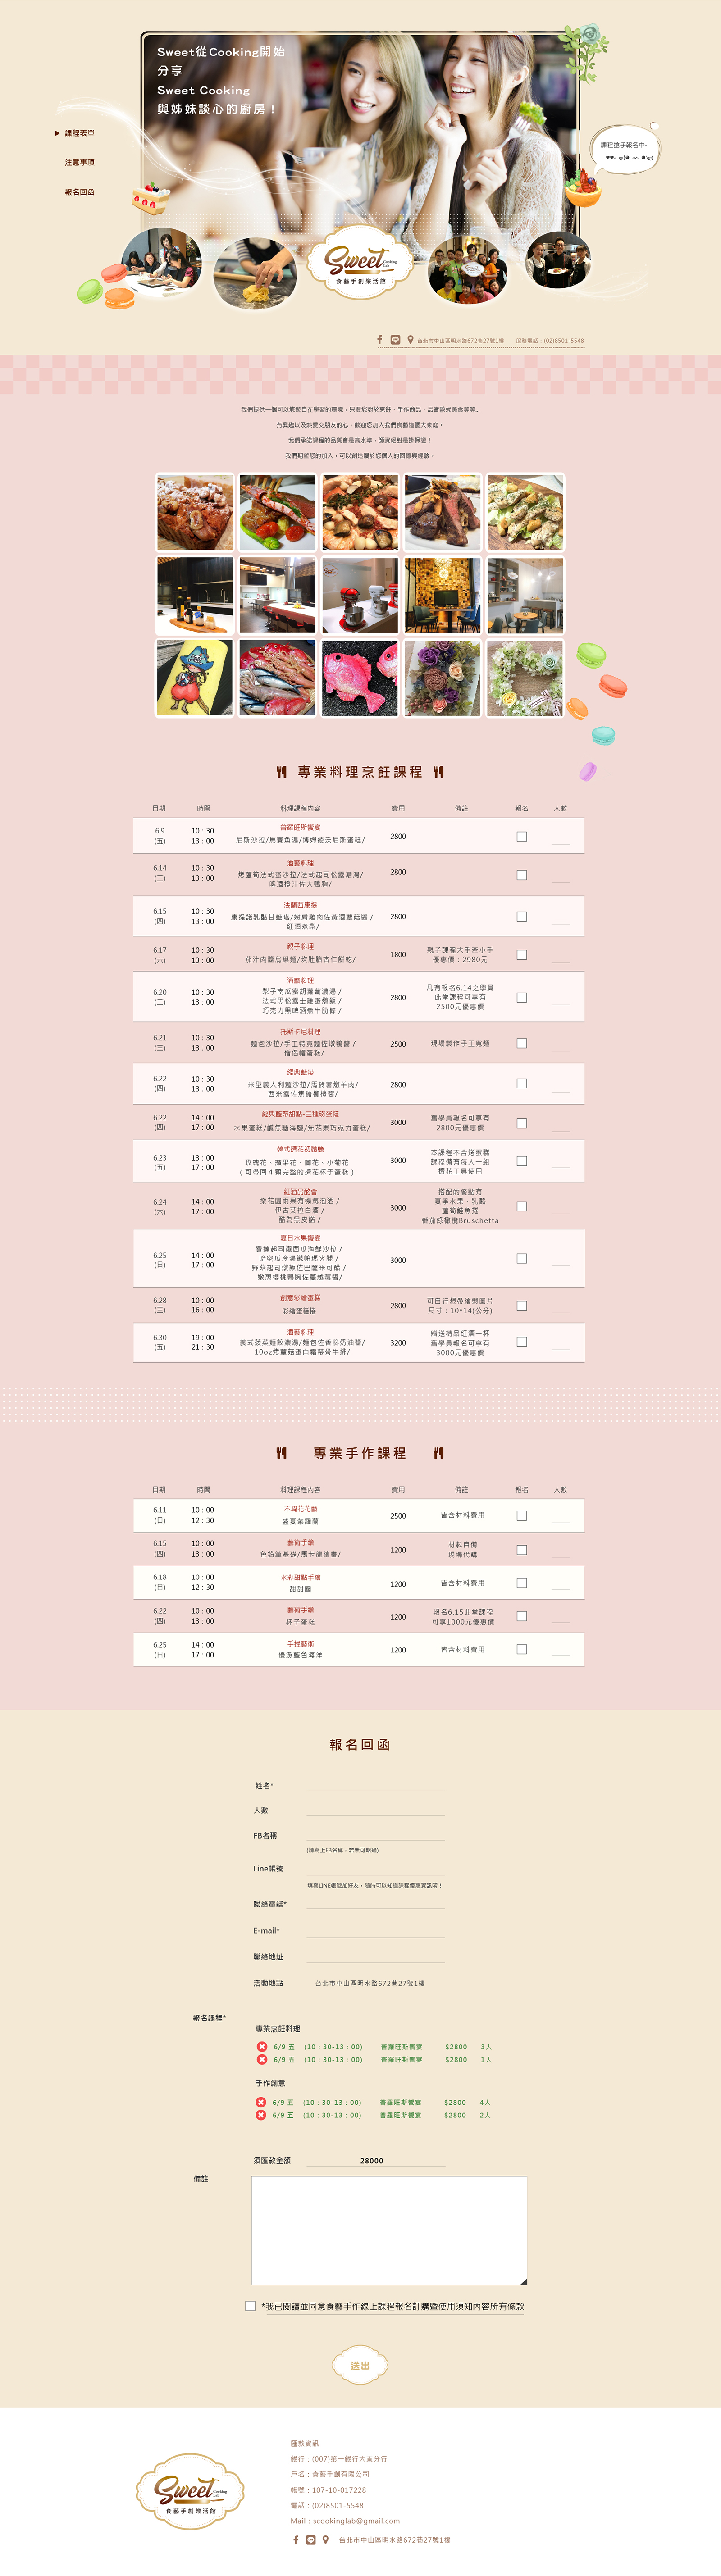 Sweet從Cooking開始
分享
Sweet Cooking
與姊妹談心的廚房！
課程表單
注意事項
報名回函
課程搶手報名中~
Sweet Cooking Lab
食藝手創樂活館
台北市中山區明水路672巷27號1樓 服務電話：(02)8501-5548
我們提供一個可以悠遊自在學習的環境，只要您對於烹飪、手作商品、品嘗歐式美食等等...
有興趣以及熱愛交朋友的心，歡迎您加入我們食藝這個大家庭。
我們承諾課程的品質會是高水準，師資絕對是掛保證！
我們期望您的加入，可以創造屬於您個人的回憶與經驗。
專業料理烹飪課程
日期 時間 料理課程內容 費用 備註 報名 人數
6.9 (五) 10：30 13：00 普羅旺斯饗宴 2800
尼斯沙拉/馬賽魚湯/博姆德沃尼斯蛋糕/
6.14 (三) 10：30 13：00 酒藝料理 2800
烤蘆筍法式蛋沙拉/法式起司松露濃湯/
啤酒橙汁佐大鴨胸/
6.15 (四) 10：30 13：00 法蘭西康提 2800
康提諾乳酪甘藍塔/嫩肩雞肉佐黃酒蕈菇醬/
紅酒煮梨/
6.17 (六) 10：30 13：00 親子料理 1800
茄汁肉醬鳥巢麵/炊肚臍杏仁餅乾/
親子課程大手牽小手
優惠價：2980元
6.20 (二) 10：30 13：00 酒藝料理 2800
梨子南瓜蜜胡蘿蔔濃湯/
法式黑松露士雞蛋燉飯/
巧克力黑啤酒煮牛肋條/
凡有報名6.14之學員
此堂課程可享有
2500元優惠價
6.21 (三) 10：30 13：00 托斯卡尼料理 2500
麵包沙拉/手工特寬麵佐燉鴨醬/
僧侶帽蛋糕/
現場製作手工寬麵
6.22 (四) 10：30 13：00 經典藍帶 2800
米型義大利麵沙拉/馬鈴薯燉羊肉/
西米露佐焦糖柳橙醬/
6.22 (四) 14：00 17：00 經典藍帶甜點-三種磅蛋糕 3000
水果蛋糕/鹹焦糖海鹽/無花果巧克力蛋糕/
舊學員報名可享有
2800元優惠價
6.23 (五) 13：00 17：00 韓式擠花初體驗 3000
玫瑰花、蘋果花、蘭花、小菊花
(可帶回4顆完整的擠花杯子蛋糕)
本課程不含烤蛋糕
課程備有每人一組
擠花工具使用
6.24 (六) 14：00 17：00 紅酒品酩會 3000
樂花園雨果有機氣泡酒/
伊古艾拉白酒/
酩為黑皮諾/
搭配的餐點有
夏季水果、乳酪
蘆筍鮭魚捲
番茄綠橄欖Bruschetta
6.25 (日) 14：00 17：00 夏日水果饗宴 3000
費達起司襯西瓜海鮮沙拉/
哈密瓜冷湯襯帕瑪火腿/
野菇起司燉飯佐巴薩米可醋/
嫩煎櫻桃鴨胸佐蔓越莓醬/
6.28 (三) 10：00 16：00 創意彩繪蛋糕 2800
彩繪蛋糕捲
可自行想帶繪製圖片
尺寸：10*14(公分)
6.30 (五) 19：00 21：30 酒藝料理 3200
義式菠菜麵餃濃湯/麵包佐香料奶油醬/
10oz烤蕈菇蛋白霜帶骨牛排/
贈送精品紅酒一杯
舊學員報名可享有
3000元優惠價
專業手作課程
日期 時間 料理課程內容 費用 備註 報名 人數
6.11 (日) 10：00 12：30 不凋花花藝 2500 皆含材料費用
盛夏紫羅蘭
6.15 (四) 10：00 13：00 藝術手繪 1200
色鉛筆基礎/馬卡龍繪畫/
材料自備
現場代購
6.18 (日) 10：00 12：30 水彩甜點手繪 1200 皆含材料費用
甜甜圈
6.22 (四) 10：00 13：00 藝術手繪 1200
杯子蛋糕
報名6.15此堂課程
可享1000元優惠價
6.25 (日) 14：00 17：00 手捏藝術 1200 皆含材料費用
優游藍色海洋
報名回函
姓名*
人數
FB名稱
(請寫上FB名稱，若無可略過)
Line帳號
填寫LINE帳號加好友，隨時可以知道課程優惠資訊唷！
聯絡電話*
E-mail*
聯絡地址
活動地點 台北市中山區明水路672巷27號1樓
報名課程*
專業烹飪料理
6/9 五 (10：30-13：00) 普羅旺斯饗宴 $2800 3人
6/9 五 (10：30-13：00) 普羅旺斯饗宴 $2800 1人
手作創意
6/9 五 (10：30-13：00) 普羅旺斯饗宴 $2800 4人
6/9 五 (10：30-13：00) 普羅旺斯饗宴 $2800 2人
須匯款金額 28000
備註
*我已閱讀並同意食藝手作線上課程報名訂購暨使用須知內容所有條款
送出
Sweet Cooking Lab
食藝手創樂活館
匯款資訊
銀行：(007)第一銀行大直分行
戶名：食藝手創有限公司
帳號：107-10-017228
電話：(02)8501-5548
Mail：scookinglab@gmail.com
台北市中山區明水路672巷27號1樓